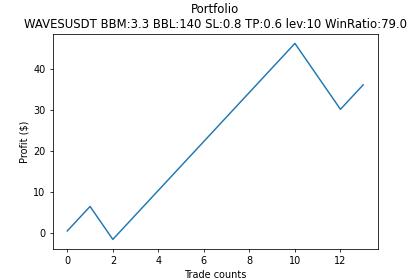 Portfolio
WAVESUSDT BBM:3.3 BBL:140 SL:0.8 TP:0.6 lev:10 WinRatio:79.0
40
30
20
10
0
Profit ($)
0 2 4 6 8 10 12
Trade counts